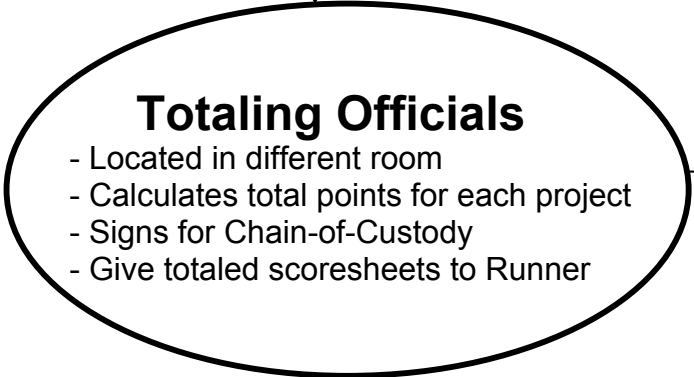 Totaling Officials
- Located in different room
- Calculates total points for each project
- Signs for Chain-of-Custody
- Give totaled scoresheets to Runner